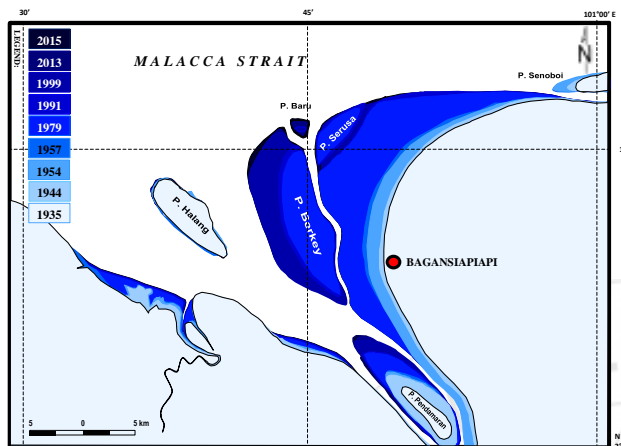 30'
45'
101°00' E
LEGEND:
2015
2013
1999
1991
1979
1957
1954
1944
1935
MALACCA STRAIT
N
P. Senoboi
P. Baru
P. Serusa
P. Halang
P. Borkey
BAGANSIAPIAPI
P. Pendamaran
5 0 5 km
N